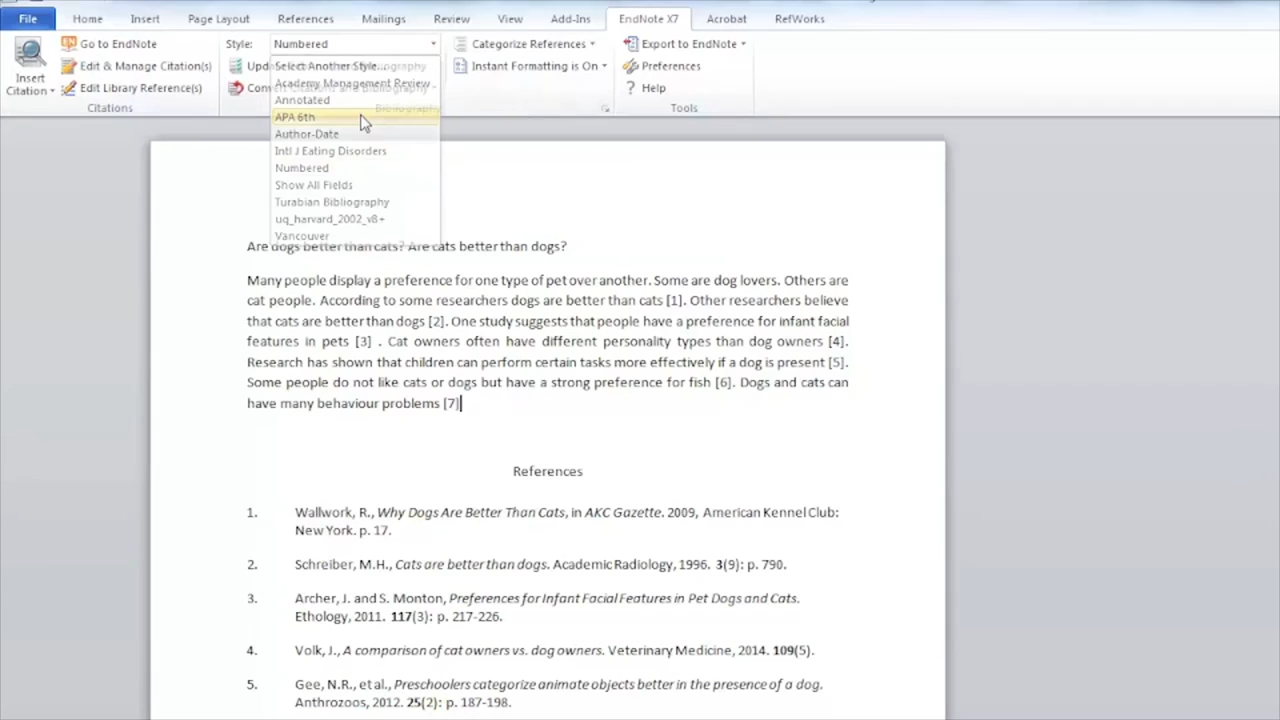 File Home Insert Page Layout References Mailings Review View Add-Ins EndNote X7 Acrobat RefWorks
Go to EndNote
Edit & Manage Citation(s)
Edit Library Reference(s)
Insert
Citation
Citations
Style: Numbered
Select Another Style...
Academy Management Review
Annotated
APA 6th
Author-Date
Intl J Eating Disorders
Numbered
Show All Fields
Turabian Bibliography
uq_harvard_2002_v8+
Vancouver
Bibliography
Categorize References
Instant Formatting is On
Export to EndNote
Preferences
Help
Tools
Are dogs better than cats? Are cats better than dogs?
Many people display a preference for one type of pet over another. Some are dog lovers. Others are
cat people. According to some researchers dogs are better than cats [1]. Other researchers believe
that cats are better than dogs [2]. One study suggests that people have a preference for infant facial
features in pets [3] . Cat owners often have different personality types than dog owners [4].
Research has shown that children can perform certain tasks more effectively if a dog is present [5].
Some people do not like cats or dogs but have a strong preference for fish [6]. Dogs and cats can
have many behaviour problems [7]
References
1. Wallwork, R., Why Dogs Are Better Than Cats, in AKC Gazette. 2009, American Kennel Club:
New York. p. 17.
2. Schreiber, M.H., Cats are better than dogs. Academic Radiology, 1996. 3(9): p. 790.
3. Archer, J. and S. Monton, Preferences for Infant Facial Features in Pet Dogs and Cats.
Ethology, 2011. 117(3): p. 217-226.
4. Volk, J., A comparison of cat owners vs. dog owners. Veterinary Medicine, 2014. 109(5).
5. Gee, N.R., et al., Preschoolers categorize animate objects better in the presence of a dog.
Anthrozoos, 2012. 25(2): p. 187-198.